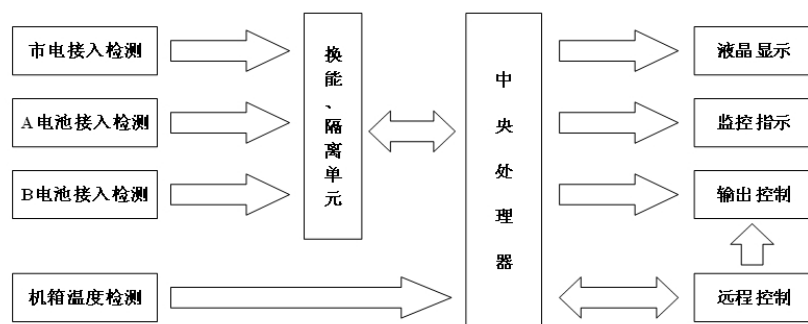 市电接入检测
A电池接入检测
B电池接入检测
机箱温度检测
换能、隔离单元
中央处理器
液晶显示
监控指示
输出控制
远程控制